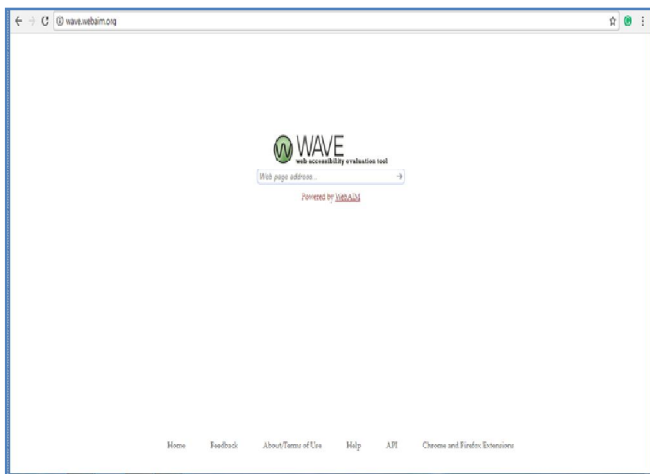 wave.webaim.org
WAVE
web accessibility evaluation tool
Web page address...
Powered by WebAIM
Home Feedback About/Terms of Use Help API Chrome and Firefox Extensions